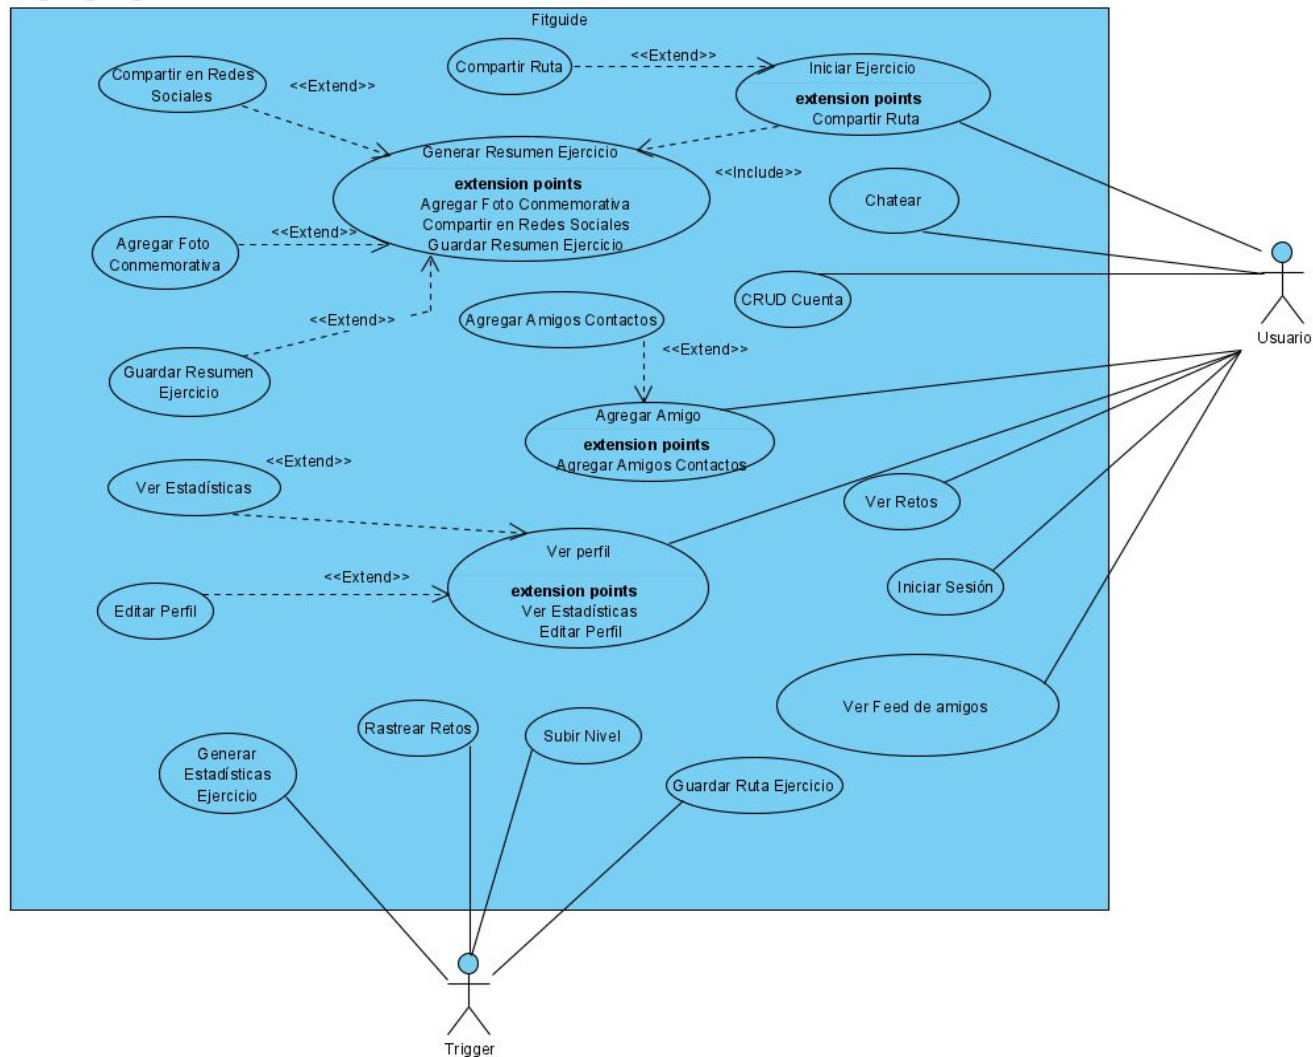 Fitguide
Compartir en Redes
Sociales
<<Extend>>
Compartir Ruta
<<Extend>>
Iniciar Ejercicio
extension points
Compartir Ruta
Generar Resumen Ejercicio
extension points
Agregar Foto Conmemorativa
Compartir en Redes Sociales
Guardar Resumen Ejercicio
<<Include>>
Chatear
Agregar Foto
Conmemorativa
<<Extend>>
CRUD Cuenta
Usuario
<<Extend>>
Agregar Amigos Contactos
<<Extend>>
Guardar Resumen
Ejercicio
Agregar Amigo
extension points
Agregar Amigos Contactos
<<Extend>>
Ver Estadísticas
Ver Retos
Ver perfil
extension points
Ver Estadísticas
Editar Perfil
<<Extend>>
Editar Perfil
Iniciar Sesión
Ver Feed de amigos
Rastrear Retos
Subir Nivel
Generar
Estadísticas
Ejercicio
Guardar Ruta Ejercicio
Trigger